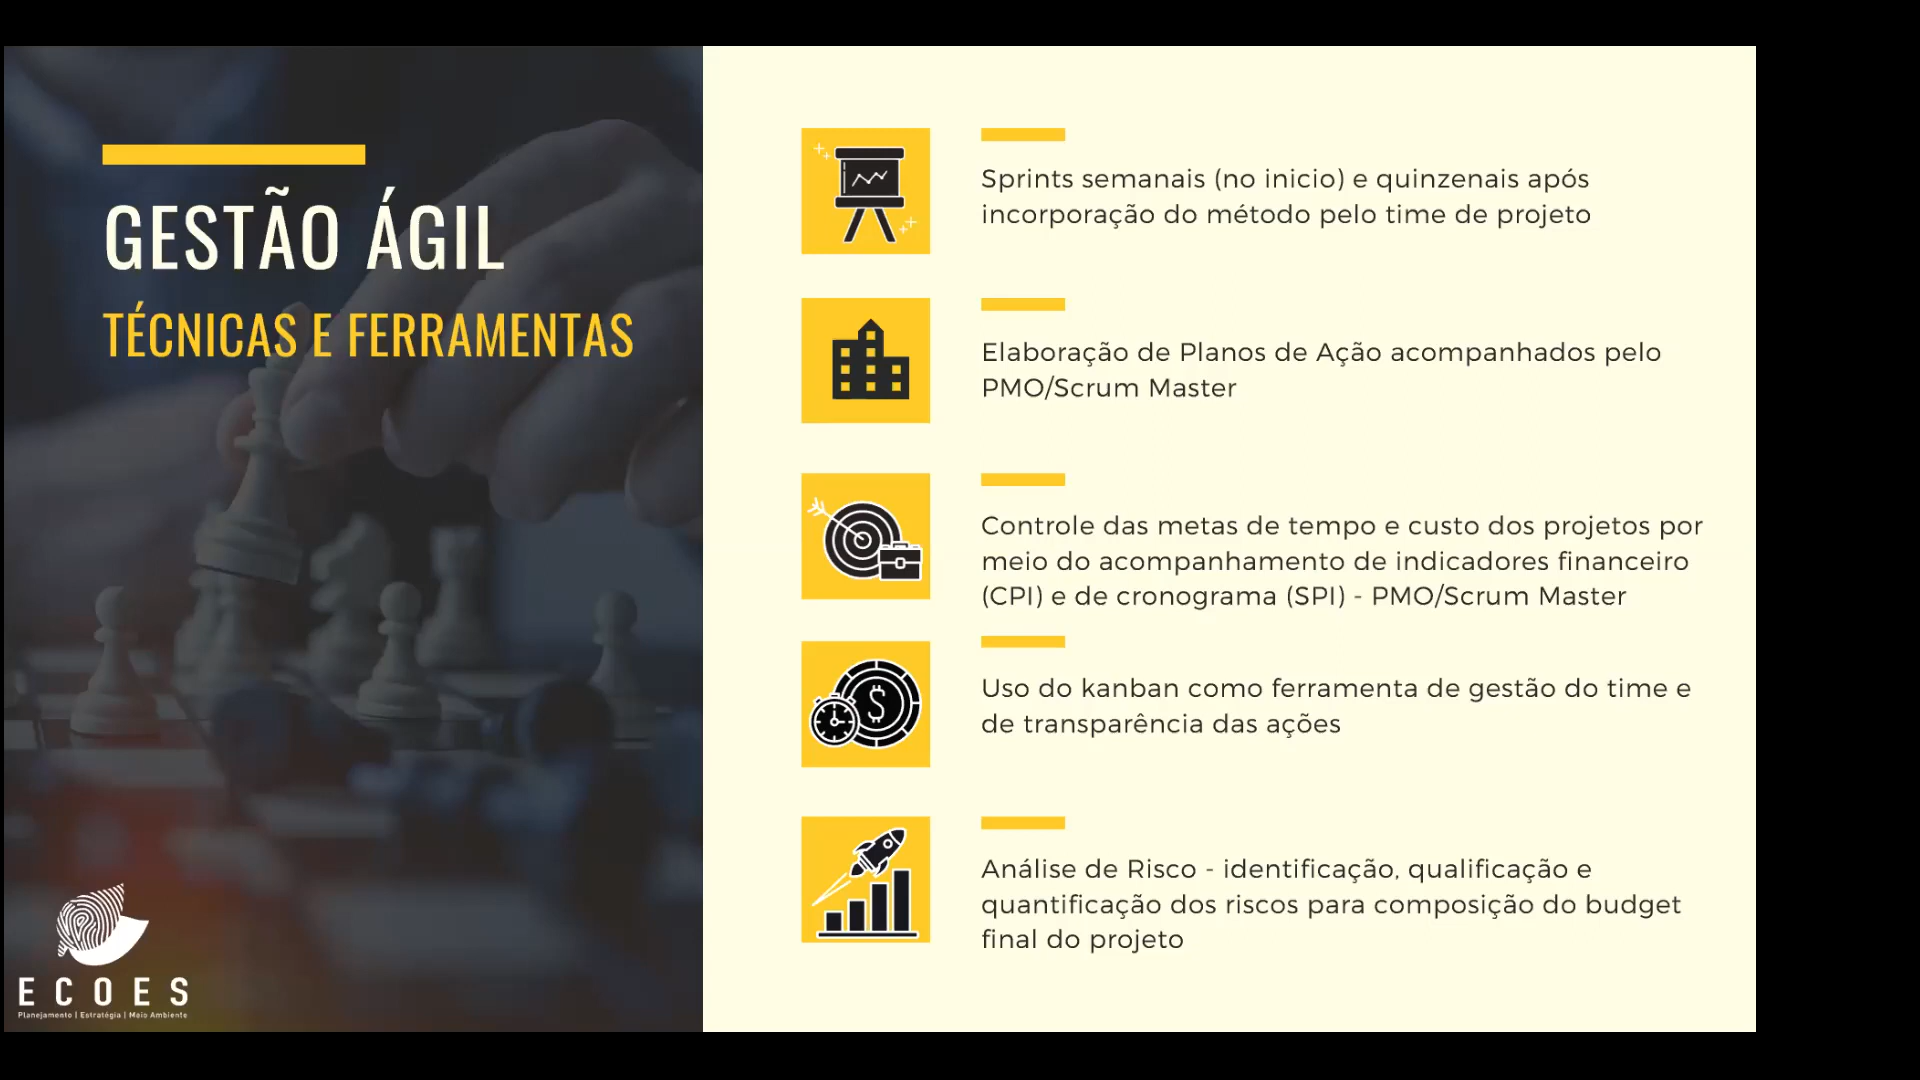 GESTÃO ÁGIL
TÉCNICAS E FERRAMENTAS
Sprints semanais (no inicio) e quinzenais após
incorporação do método pelo time de projeto
Elaboração de Planos de Ação acompanhados pelo
PMO/Scrum Master
Controle das metas de tempo e custo dos projetos por
meio do acompanhamento de indicadores financeiro
(CPI) e de cronograma (SPI) - PMO/Scrum Master
Uso do kanban como ferramenta de gestão do time e
de transparência das ações
Análise de Risco - identificação, qualificação e
quantificação dos riscos para composição do budget
final do projeto
ECOES
Planejamento | Estratégia | Meio Ambiente